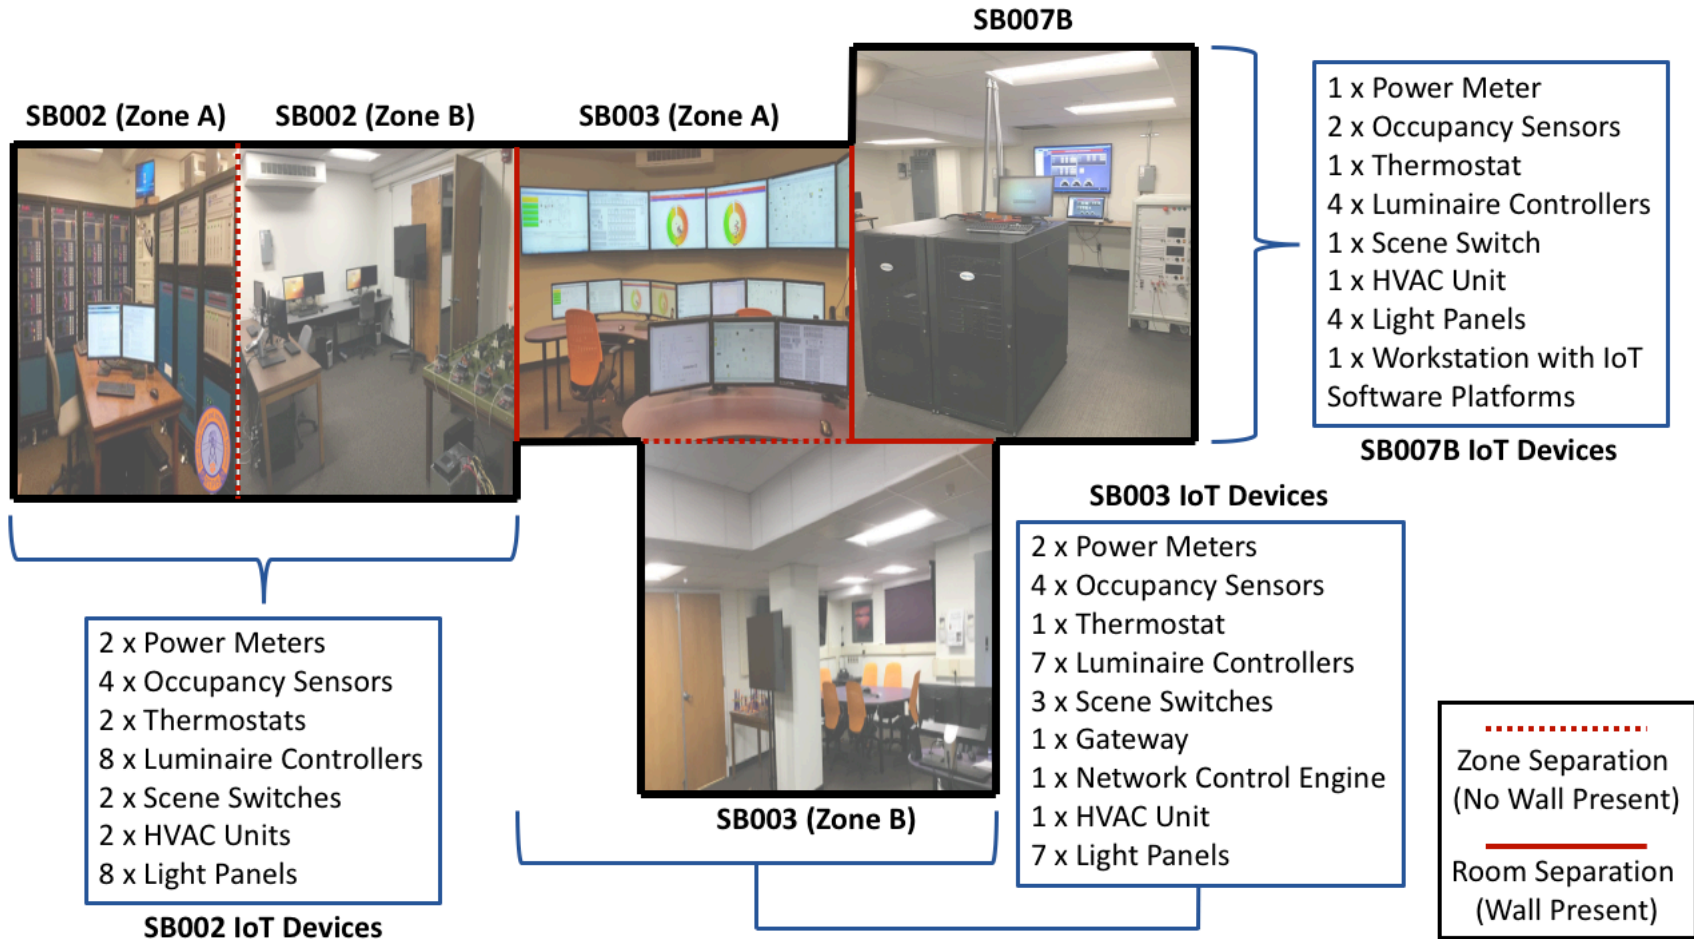 SB007B
SB002 (Zone A)
SB002 (Zone B)
SB003 (Zone A)
1 x Power Meter
2 x Occupancy Sensors
1 x Thermostat
4 x Luminaire Controllers
1 x Scene Switch
1 x HVAC Unit
4 x Light Panels
1 x Workstation with IoT
Software Platforms
SB007B IoT Devices
SB003 IoT Devices
2 x Power Meters
4 x Occupancy Sensors
1 x Thermostat
7 x Luminaire Controllers
3 x Scene Switches
1 x Gateway
1 x Network Control Engine
1 x HVAC Unit
7 x Light Panels
SB003 (Zone B)
2 x Power Meters
4 x Occupancy Sensors
2 x Thermostats
8 x Luminaire Controllers
2 x Scene Switches
2 x HVAC Units
8 x Light Panels
SB002 IoT Devices
Zone Separation
(No Wall Present)
Room Separation
(Wall Present)